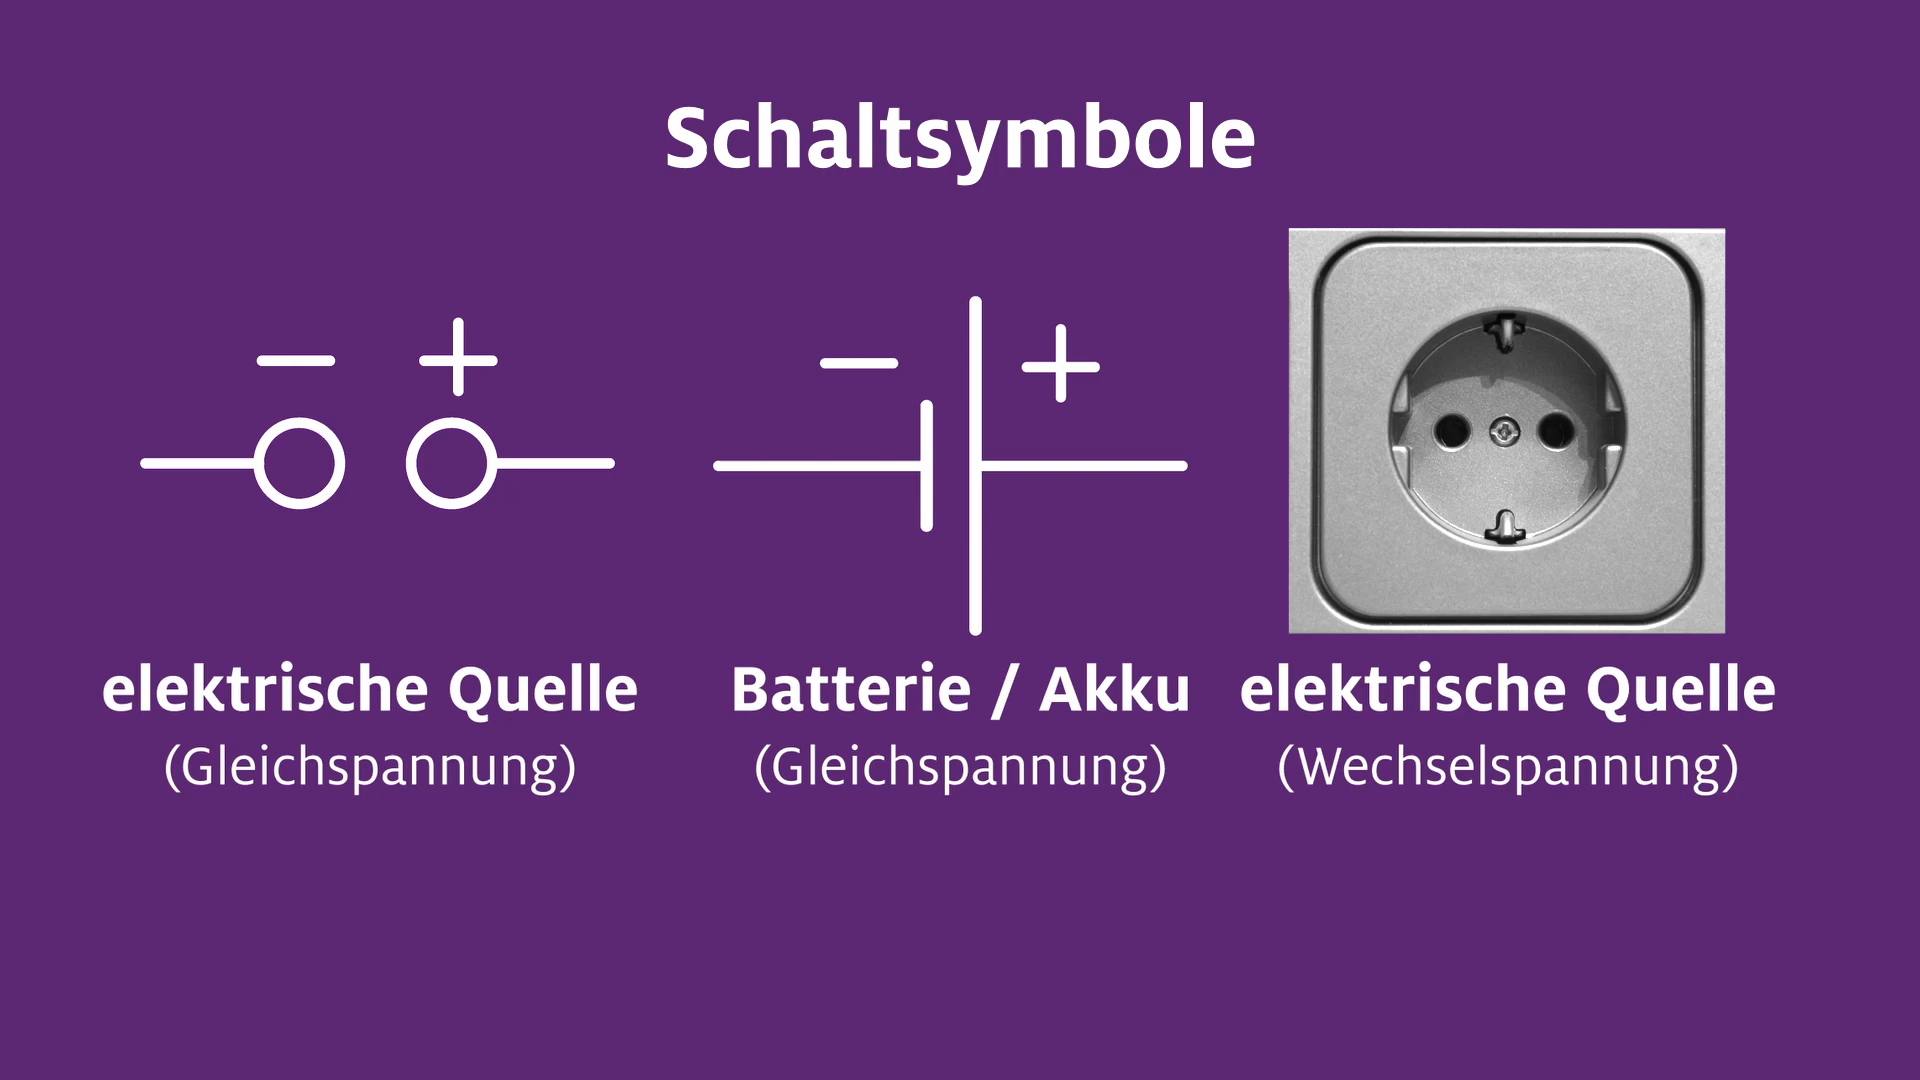 Schaltsymbole
− +
− +
elektrische Quelle
(Gleichspannung)
Batterie / Akku
(Gleichspannung)
elektrische Quelle
(Wechselspannung)